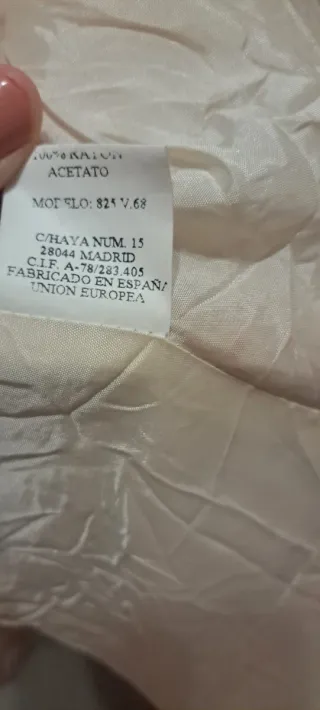 100% RAYON
ACETATO
MODELO: 825 V.68
C/HAYA NUM. 15
28044 MADRID
C.I.F. A-78/283.405
FABRICADO EN ESPAÑA
UNION EUROPEA